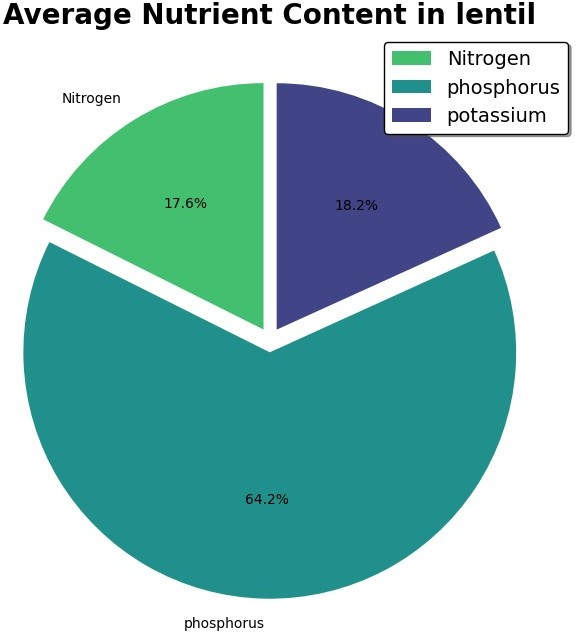 Average Nutrient Content in lentil
Nitrogen
phosphorus
potassium
Nitrogen
17.6%
18.2%
64.2%
phosphorus